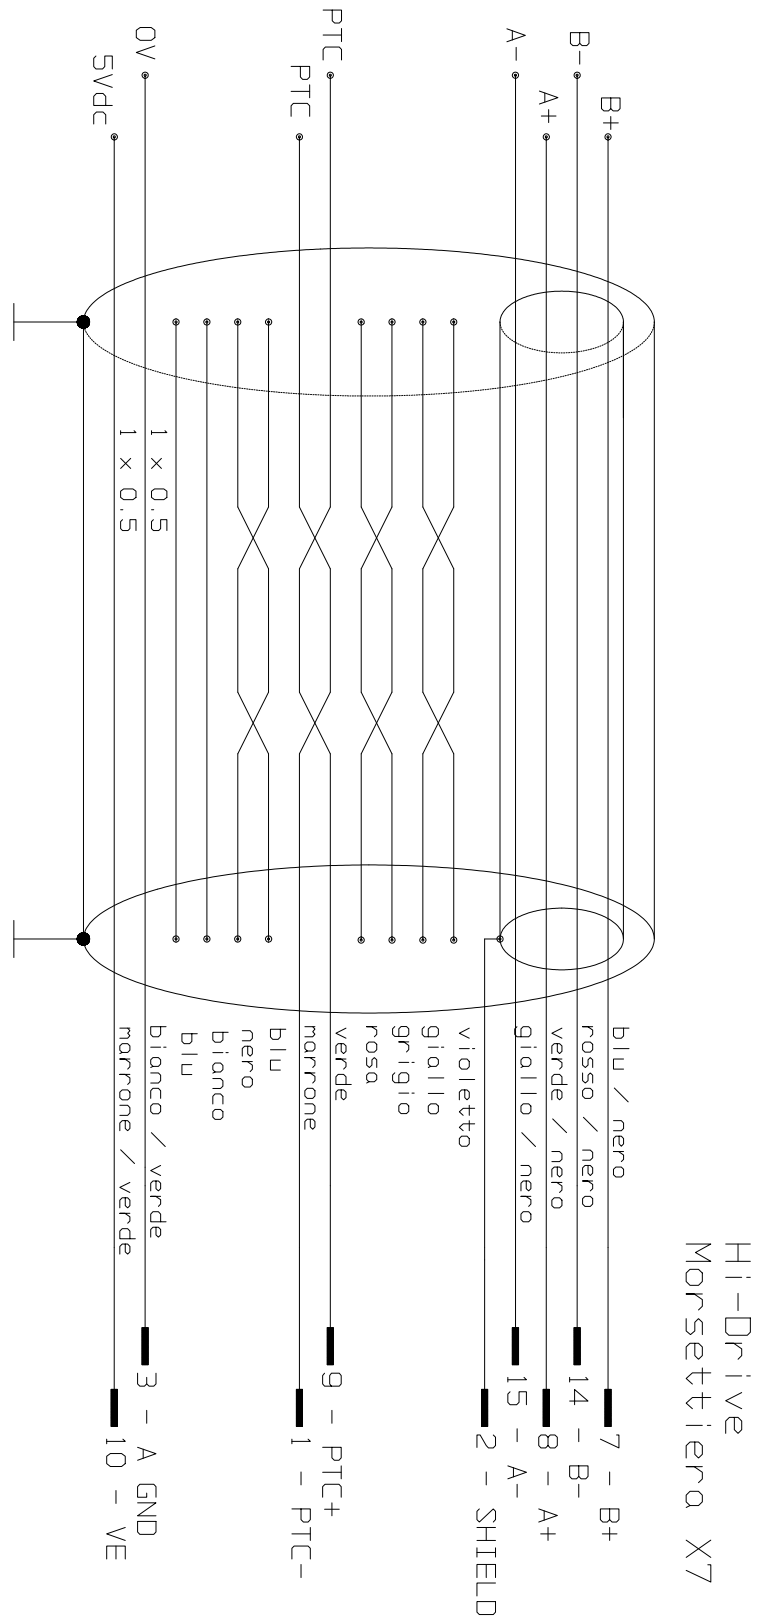 Hi-Drive
Morsettiera X7
B+
blu / nero
7 - B+
B-
rosso / nero
14 - B-
A+
verde / nero
8 - A+
A-
giallo / nero
15 - A-
2 - SHIELD
violetto
giallo
grigio
rosa
PTC
verde
9 - PTC+
PTC
marrone
1 - PTC-
blu
nero
bianco
blu
0V
1 x 0.5
bianco / verde
3 - A GND
5Vdc
1 x 0.5
marrone / verde
10 - VE